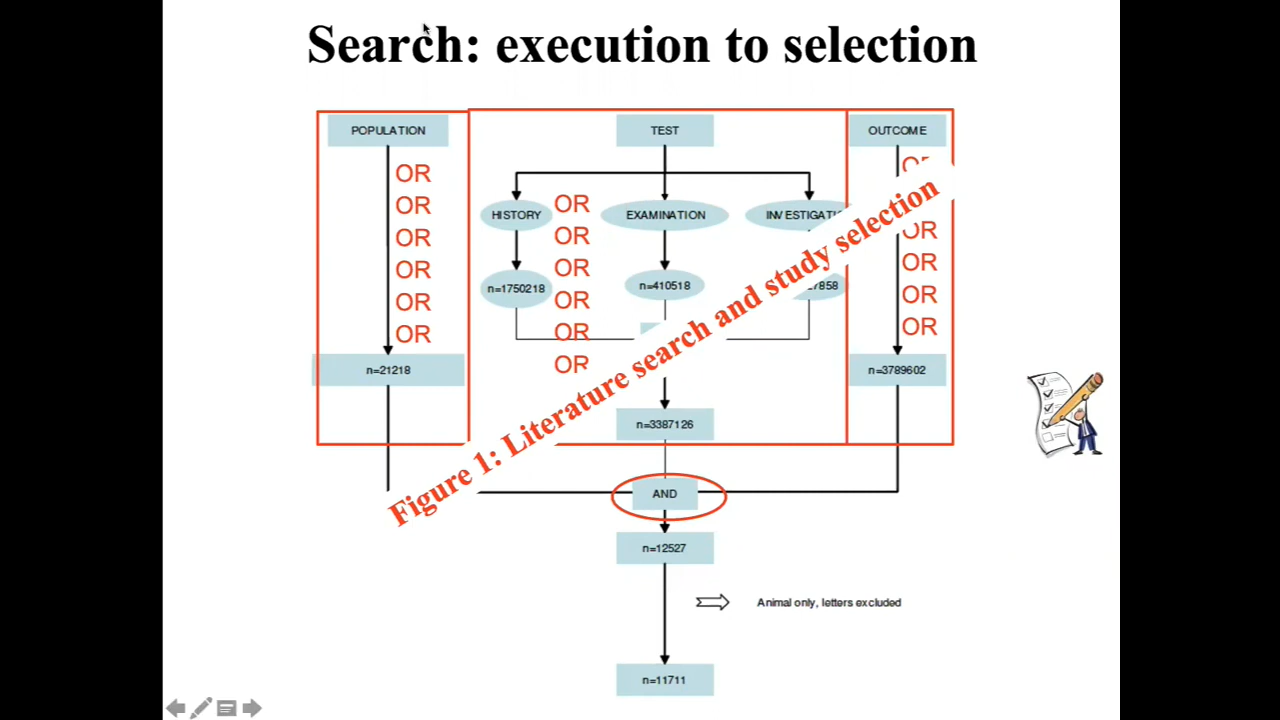 Search: execution to selection
POPULATION
TEST
OUTCOME
OR
OR
OR
OR
OR
OR
HISTORY
EXAMINATION
OR
OR
OR
OR
OR
OR
n=1750218
n=410518
OR
OR
OR
OR
OR
n=21218
n=3789602
n=3387126
Figure 1: Literature search and study selection
AND
n=12527
Animal only, letters excluded
n=11711